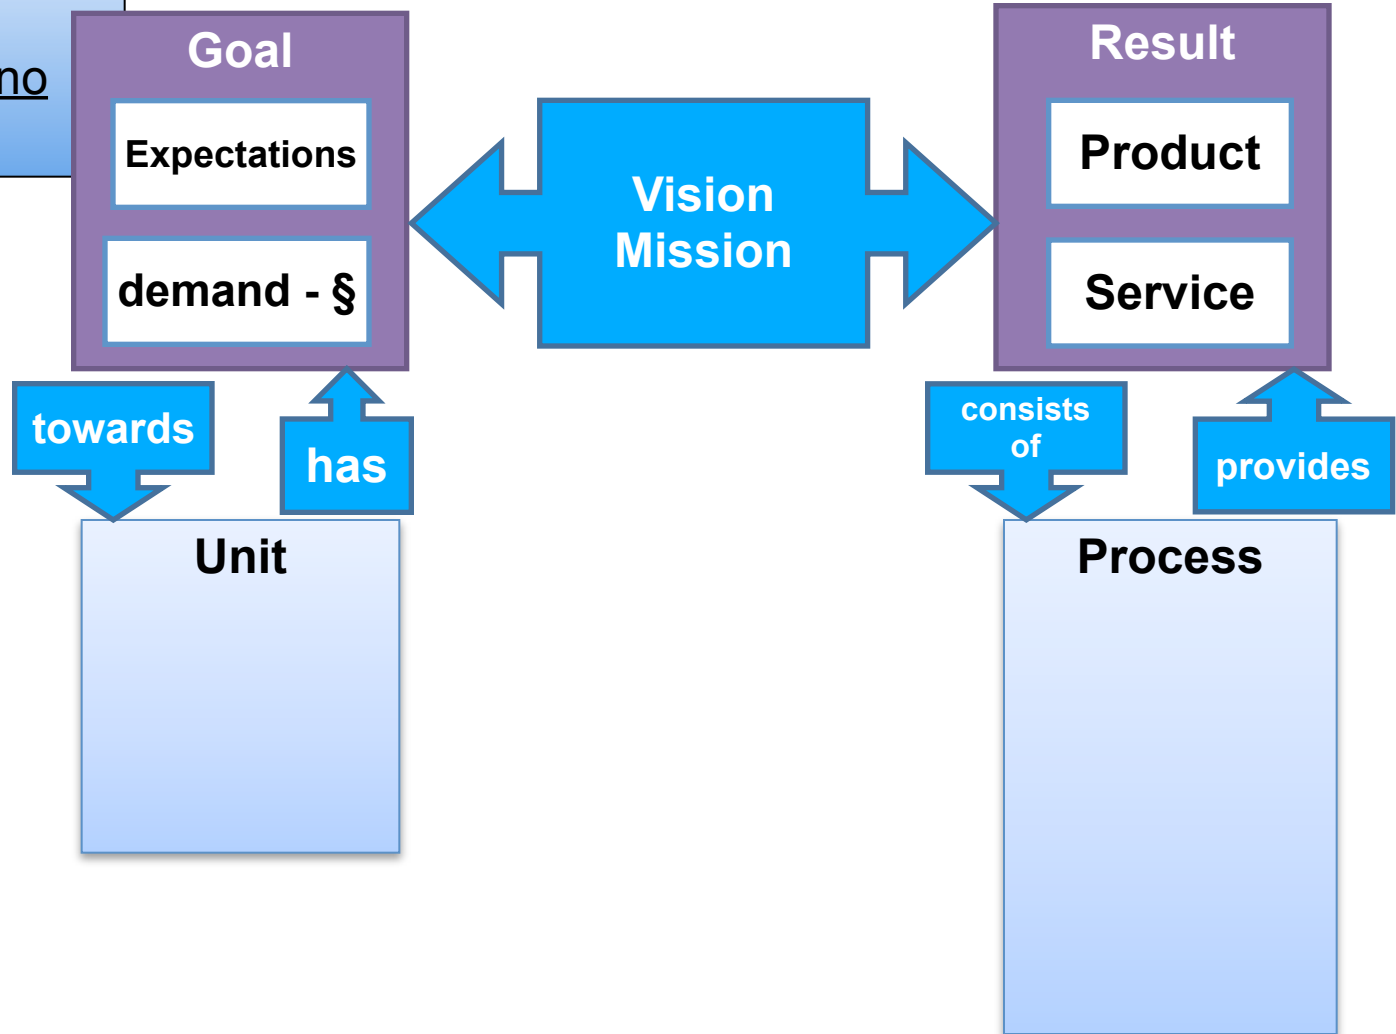 no
Goal
Expectations
demand - §
Vision
Mission
Result
Product
Service
towards
has
consists
of
provides
Unit
Process